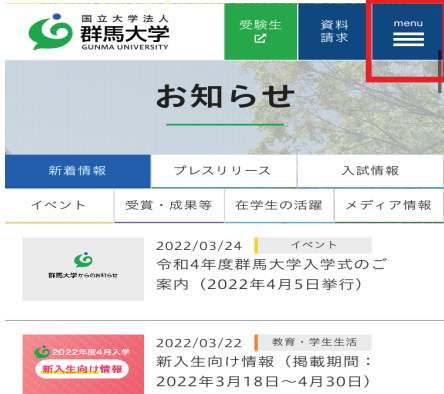 国立大学法人
群馬大学
GUNMA UNIVERSITY
受験生
資料
請求
menu
お知らせ
新着情報
プレスリリース
入試情報
イベント
受賞・成果等
在学生の活躍
メディア情報
群馬大学からのお知らせ
2022/03/24 イベント
令和4年度群馬大学入学式のご
案内（2022年4月5日挙行）
2022年度4月入学
新入生向け情報
2022/03/22 教育・学生生活
新入生向け情報（掲載期間：
2022年3月18日～4月30日）